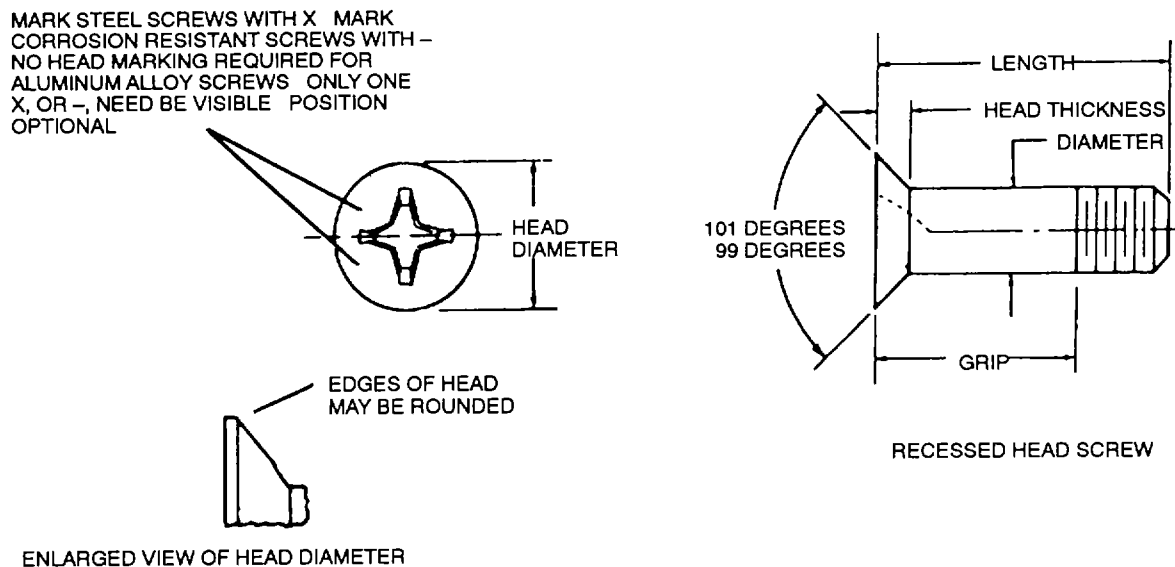 MARK STEEL SCREWS WITH X MARK
CORROSION RESISTANT SCREWS WITH –
NO HEAD MARKING REQUIRED FOR
ALUMINUM ALLOY SCREWS ONLY ONE
X, OR –, NEED BE VISIBLE POSITION
OPTIONAL
HEAD
DIAMETER
EDGES OF HEAD
MAY BE ROUNDED
ENLARGED VIEW OF HEAD DIAMETER
LENGTH
HEAD THICKNESS
DIAMETER
101 DEGREES
99 DEGREES
GRIP
RECESSED HEAD SCREW